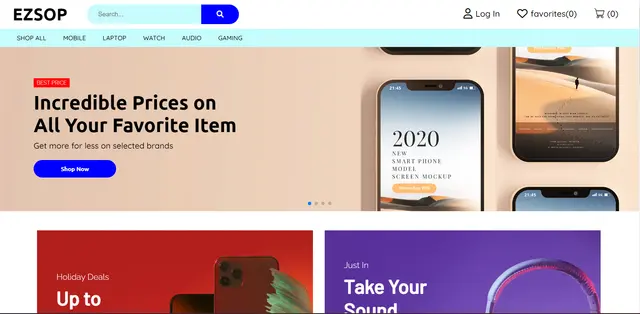 EZSOP
Search...
Log In
favorites(0)
(0)
SHOP ALL
MOBILE
LAPTOP
WATCH
AUDIO
GAMING
BEST PRICE
Incredible Prices on
All Your Favorite Item
Get more for less on selected brands
Shop Now
21:45
2020
NEW
SMART PHONE
MODEL
SCREEN MOCKUP
21:45
Holiday Deals
Up to
Just In
Take Your
Sound